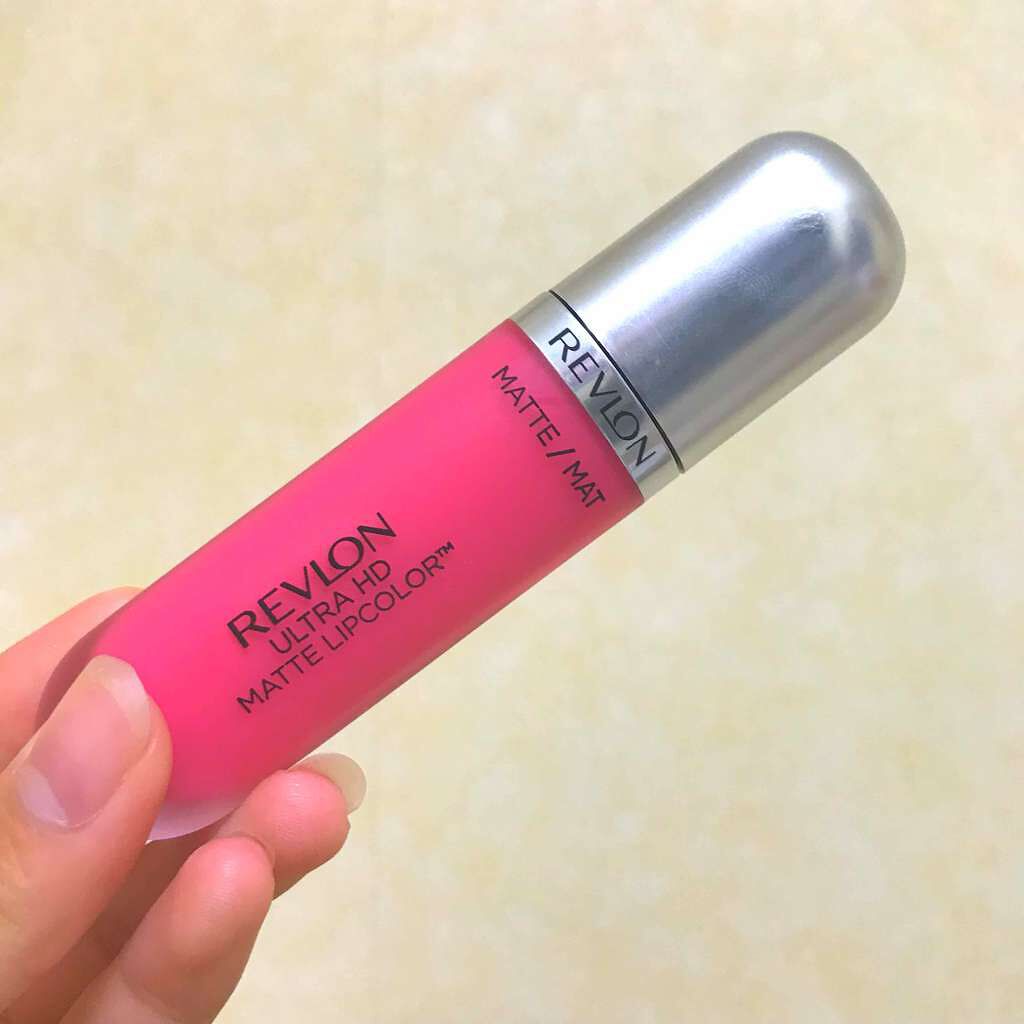 REVLON
MATTE/MAT
REVLON
ULTRA HD
MATTE LIPCOLOR™